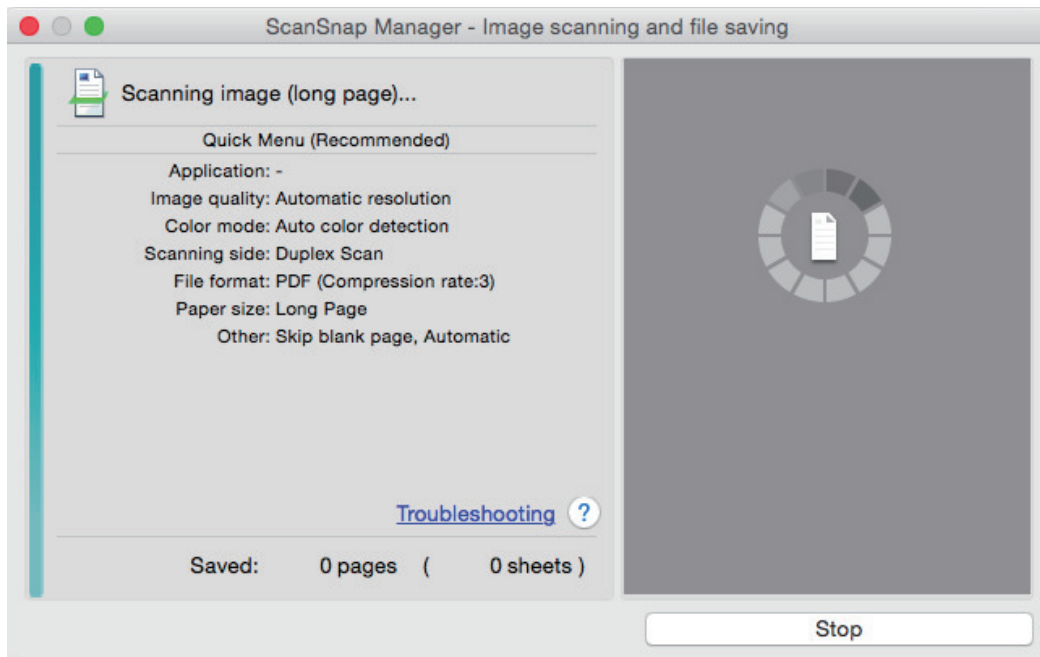 ScanSnap Manager - Image scanning and file saving
Scanning image (long page)...
Quick Menu (Recommended)
Application: -
Image quality: Automatic resolution
Color mode: Auto color detection
Scanning side: Duplex Scan
File format: PDF (Compression rate:3)
Paper size: Long Page
Other: Skip blank page, Automatic
Troubleshooting ?
Saved: 0 pages ( 0 sheets )
Stop